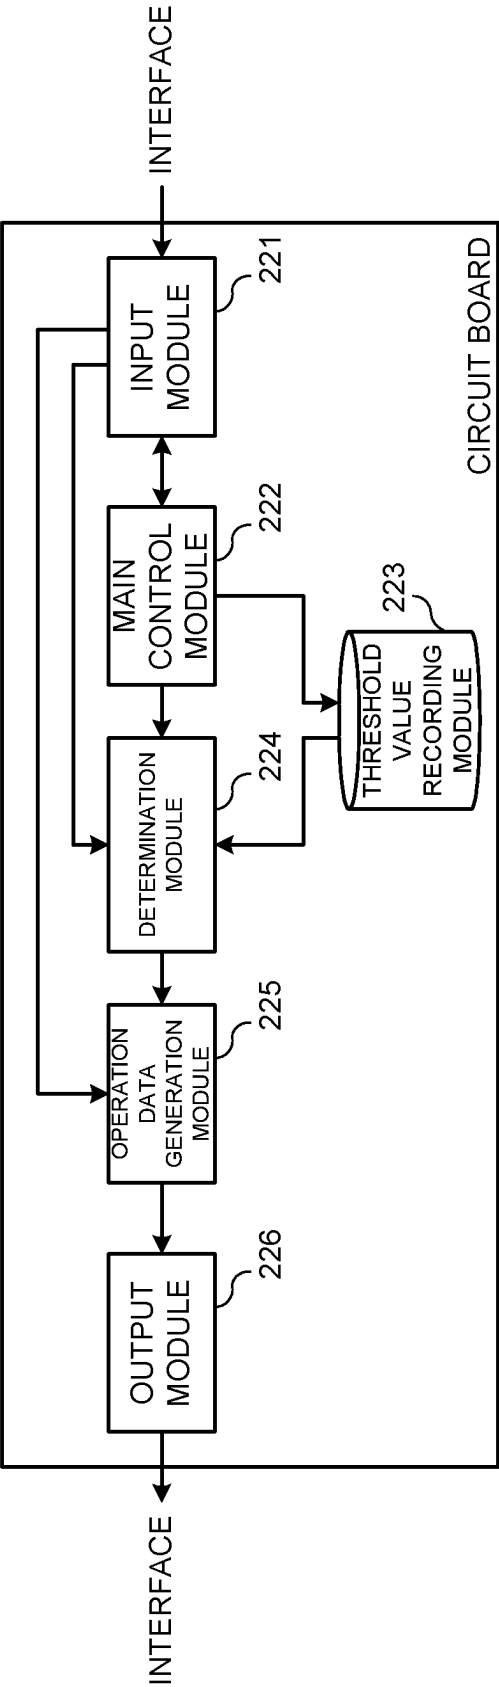 INTERFACE
INPUT
MODULE
221
MAIN
CONTROL
MODULE
222
THRESHOLD
VALUE
RECORDING
MODULE
223
DETERMINATION
MODULE
224
OPERATION
DATA
GENERATION
MODULE
225
OUTPUT
MODULE
226
INTERFACE
CIRCUIT BOARD